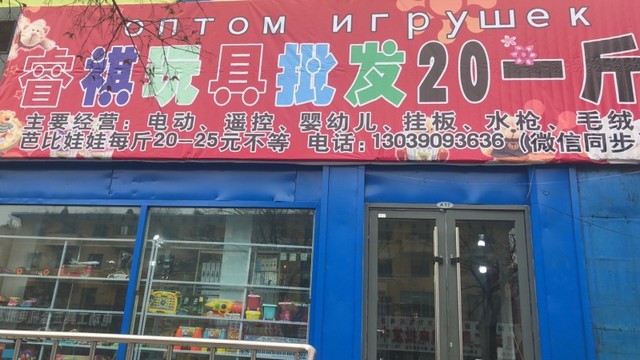 оптом игрушек
睿祺玩具批发20一斤
主要经营：电动、遥控、婴幼儿、挂板、水枪、毛绒
芭比娃娃每斤20一25元不等 电话：13039093636（微信同步